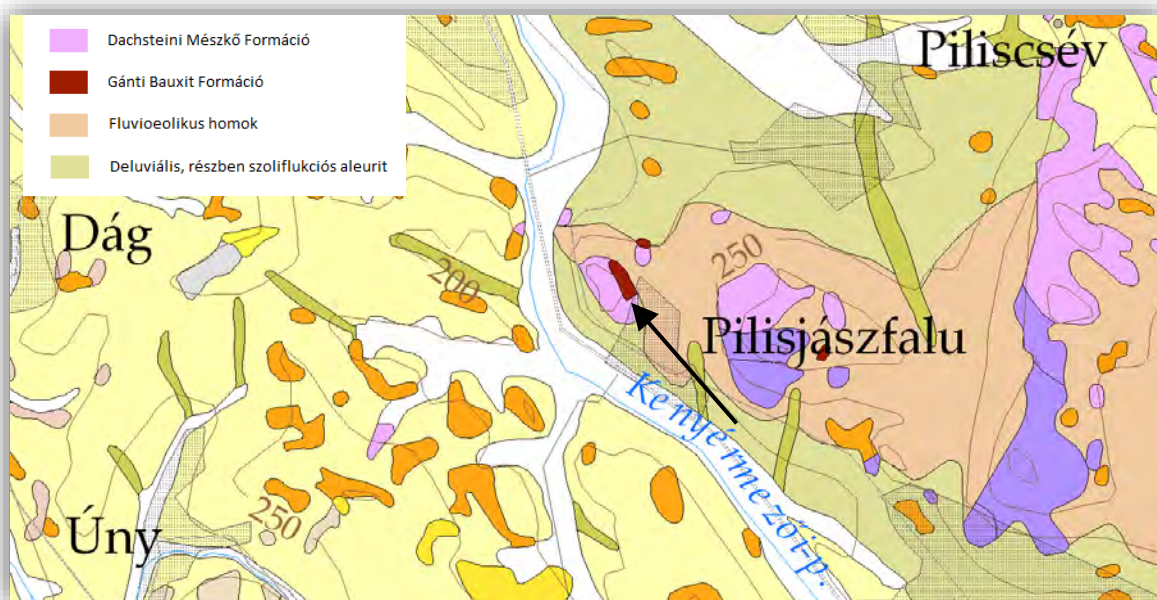 Dachsteini Mészkő Formáció
Gánti Bauxit Formáció
Fluvioeolikus homok
Deluviális, részben szoliflukciós aleurit
Piliscsév
Dág
200
250
Pilisjászfalu
Kenyérmezői-p.
250
Úny